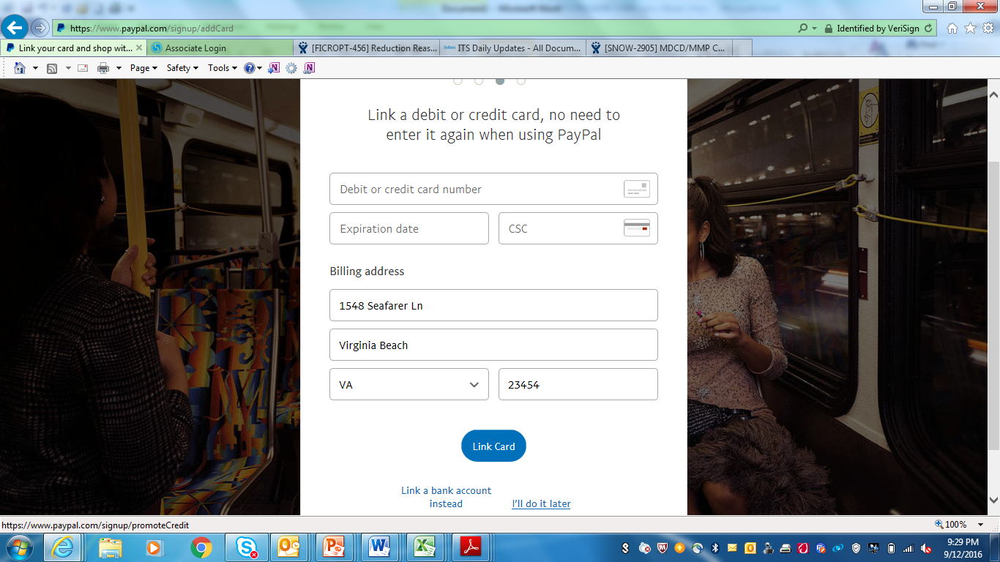 https://www.paypal.com/signup/addCard
Identified by VeriSign
Link your card and shop wit...
Associate Login
[FICROPT-456] Reduction Reas...
ITS Daily Updates - All Docum...
[SNOW-2905] MDCD/MMP C...
Page
Safety
Tools
Link a debit or credit card, no need to
enter it again when using PayPal
Debit or credit card number
Expiration date
CSC
Billing address
1548 Seafarer Ln
Virginia Beach
VA
23454
Link Card
Link a bank account
instead
I'll do it later
https://www.paypal.com/signup/promoteCredit
100%
9:29 PM
9/12/2016